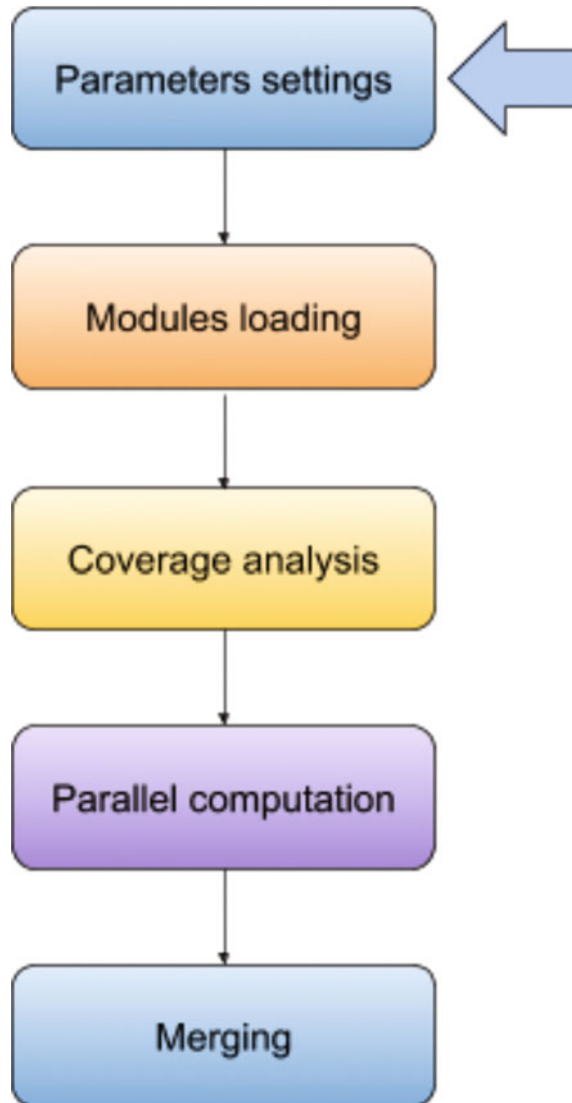 Parameters settings
Modules loading
Coverage analysis
Parallel computation
Merging